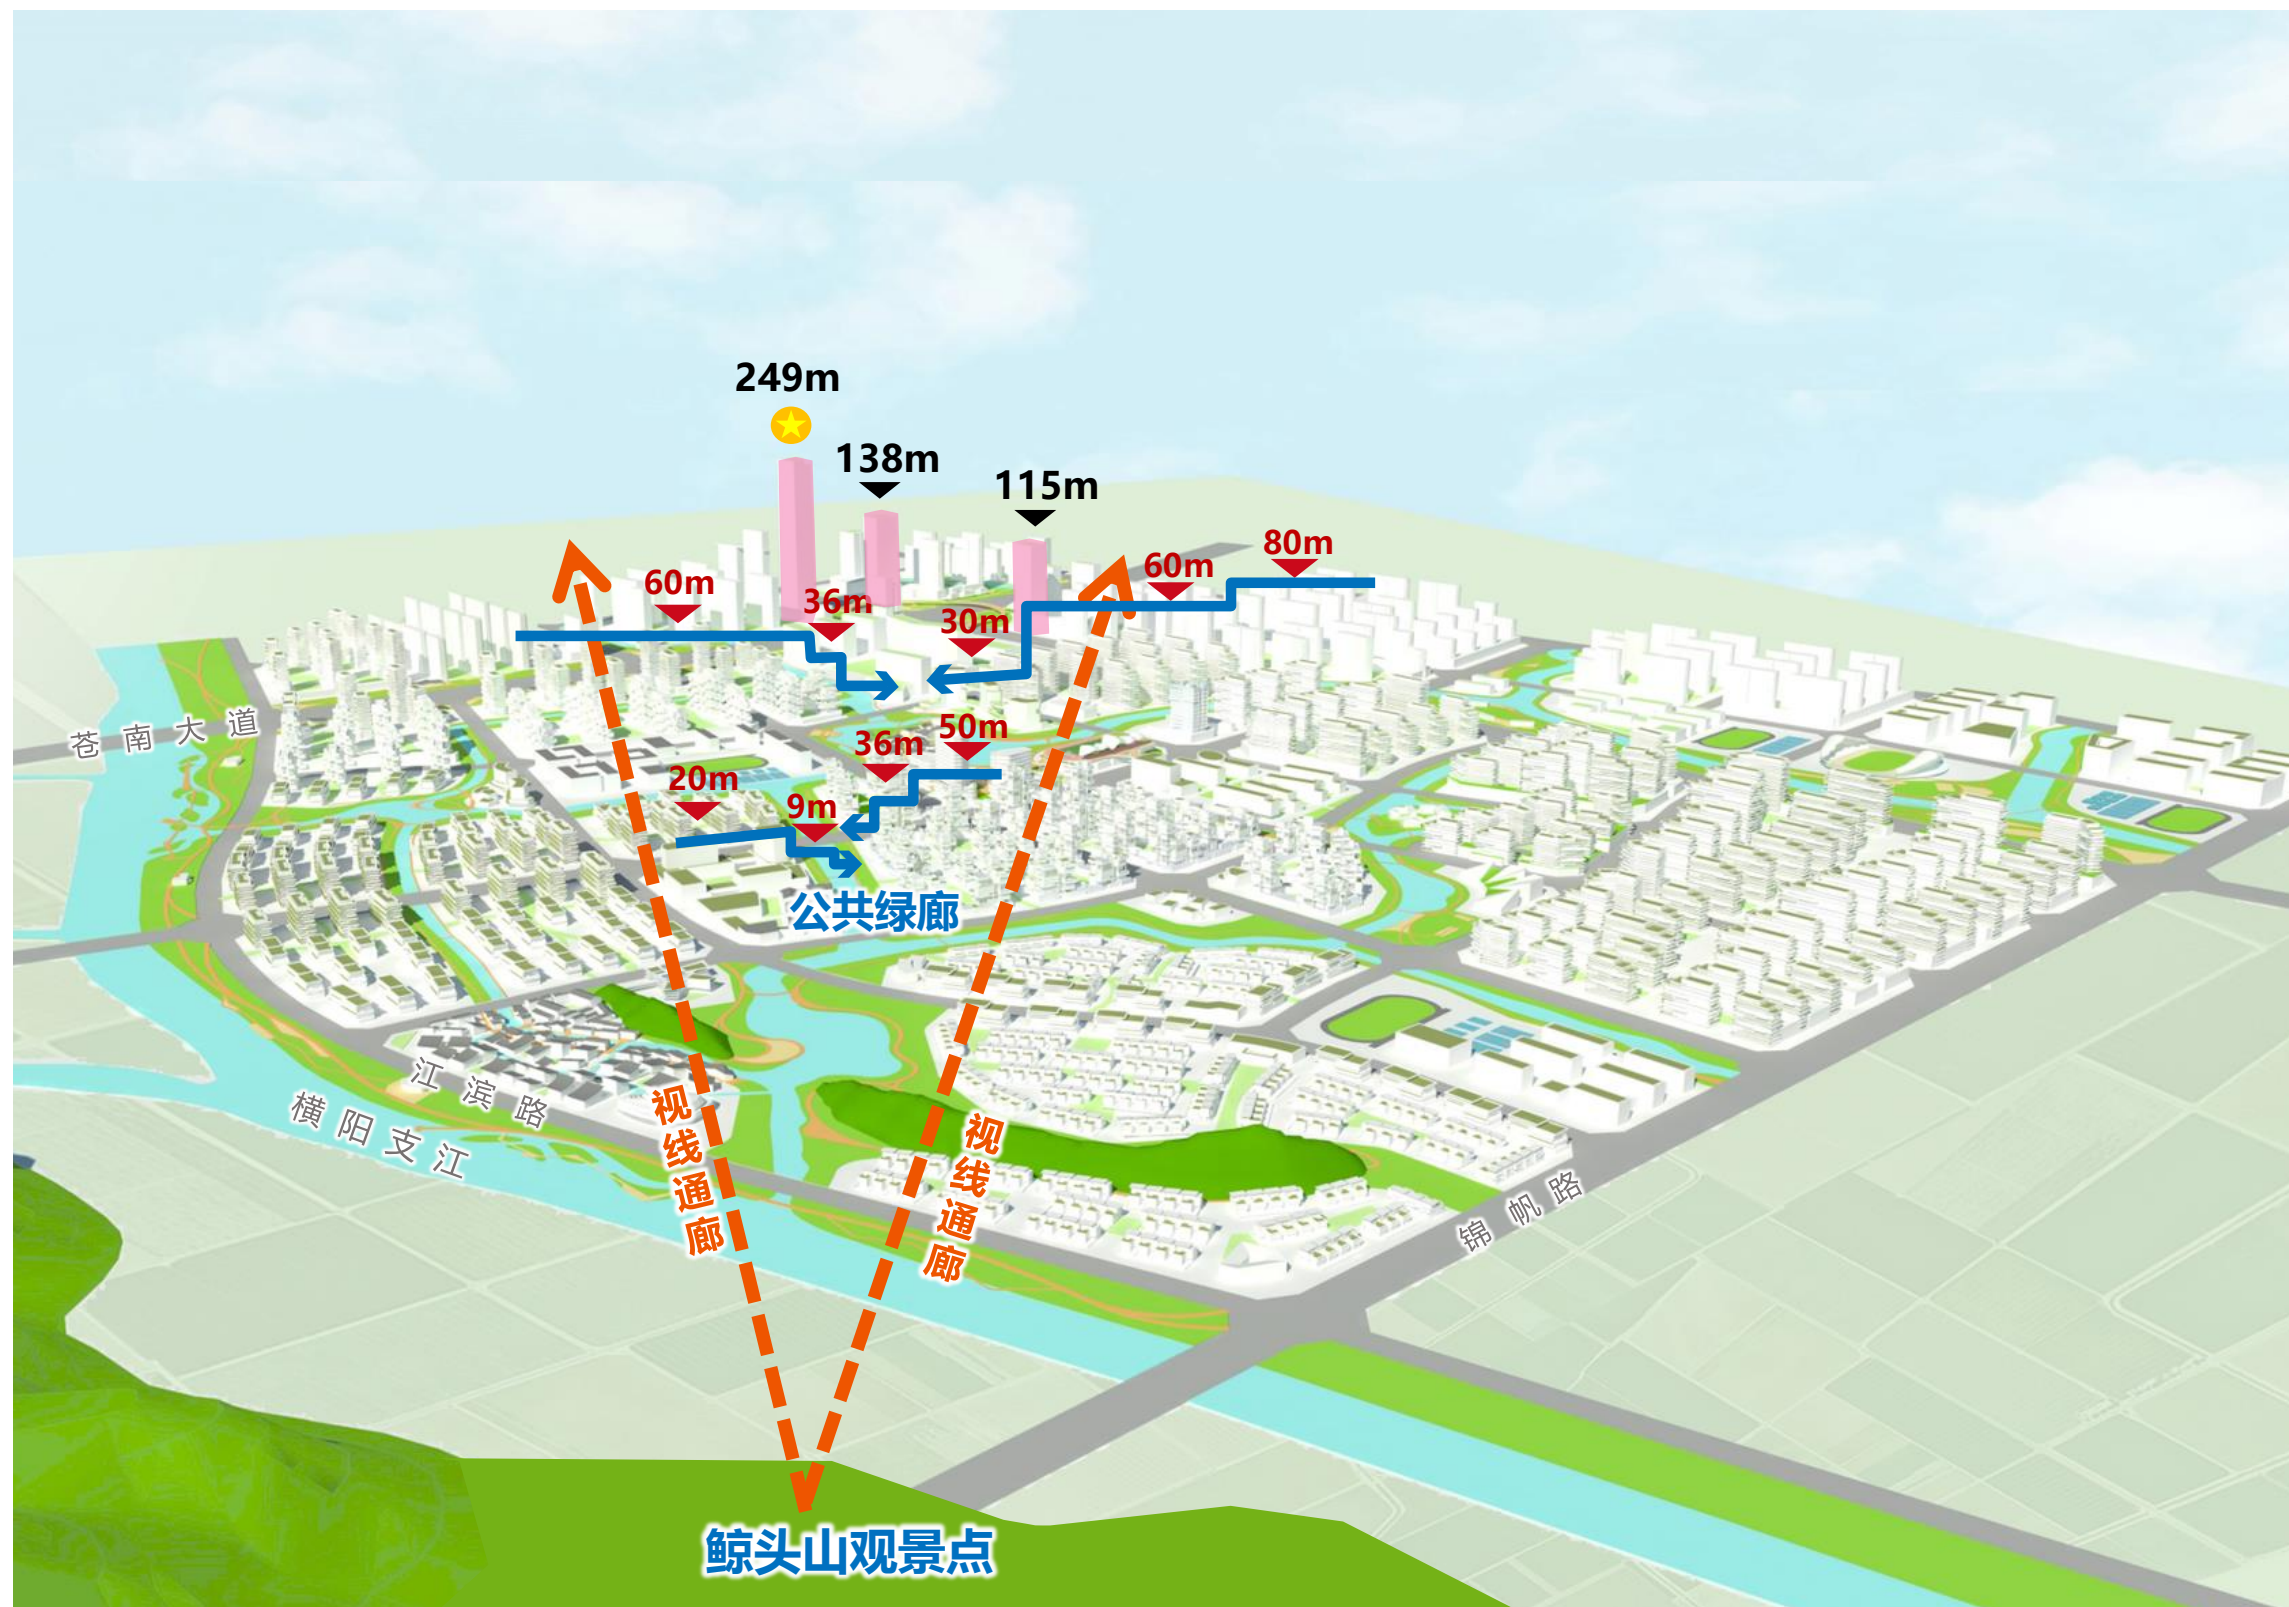 249m
138m
115m
80m
60m
60m
36m
30m
50m
36m
20m
9m
苍南大道
公共绿廊
江滨路
横阳支江
视线通廊
视线通廊
锦帆路
鲸头山观景点